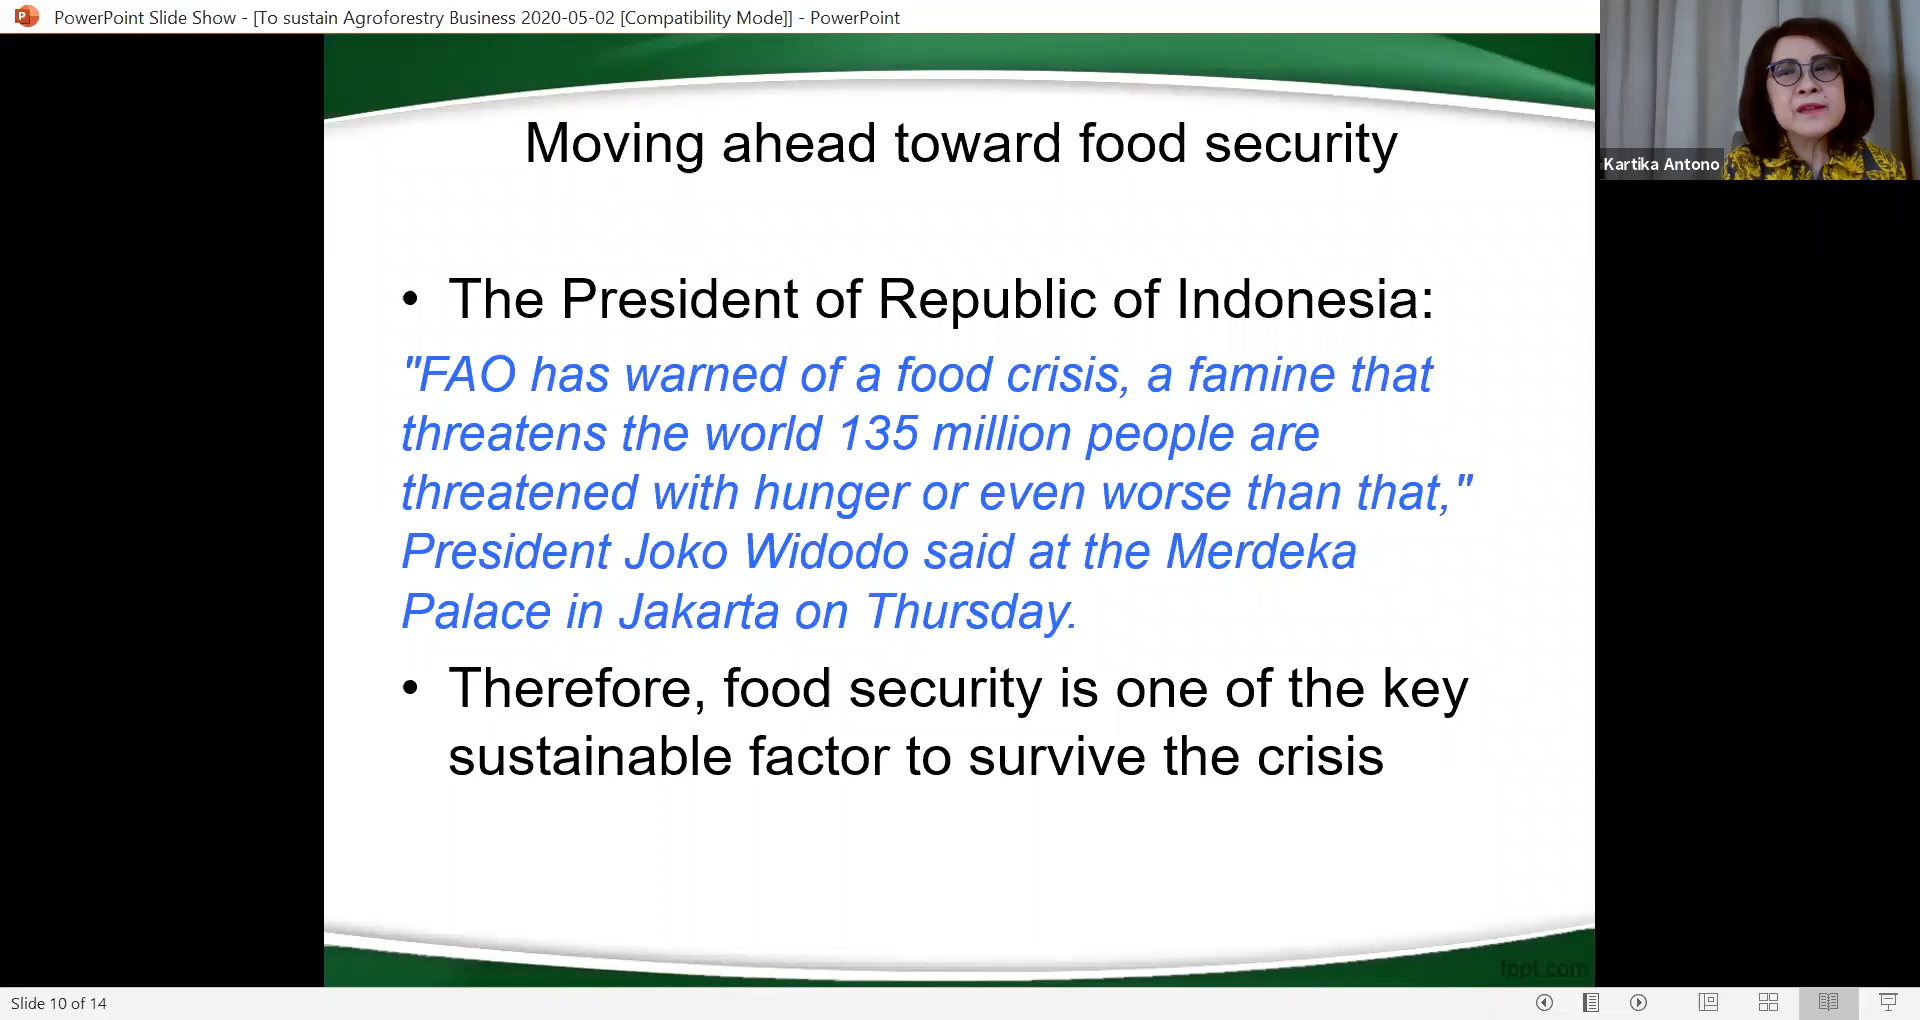 PowerPoint Slide Show - [To sustain Agroforestry Business 2020-05-02 [Compatibility Mode]] - PowerPoint
Kartika Antono
Moving ahead toward food security
• The President of Republic of Indonesia:
"FAO has warned of a food crisis, a famine that
threatens the world 135 million people are
threatened with hunger or even worse than that,"
President Joko Widodo said at the Merdeka
Palace in Jakarta on Thursday.
• Therefore, food security is one of the key
sustainable factor to survive the crisis
fppt.com
Slide 10 of 14